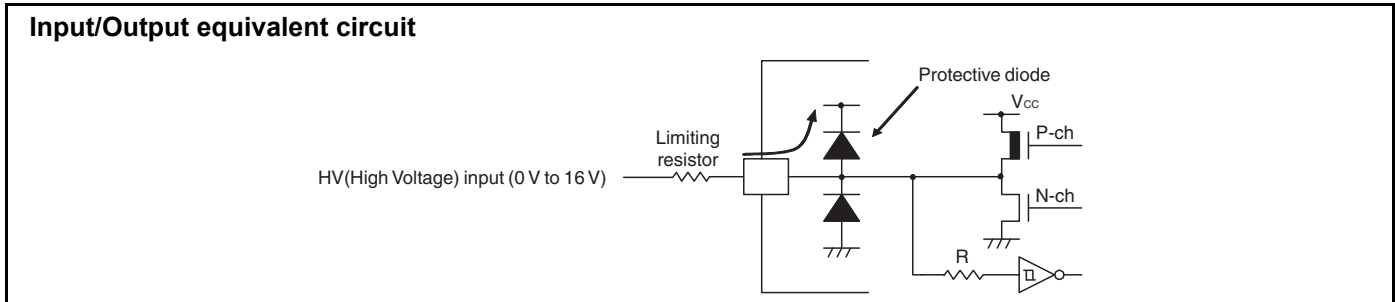 Input/Output equivalent circuit
Protective diode
Vcc
P-ch
Limiting
resistor
HV(High Voltage) input (0 V to 16 V)
N-ch
R